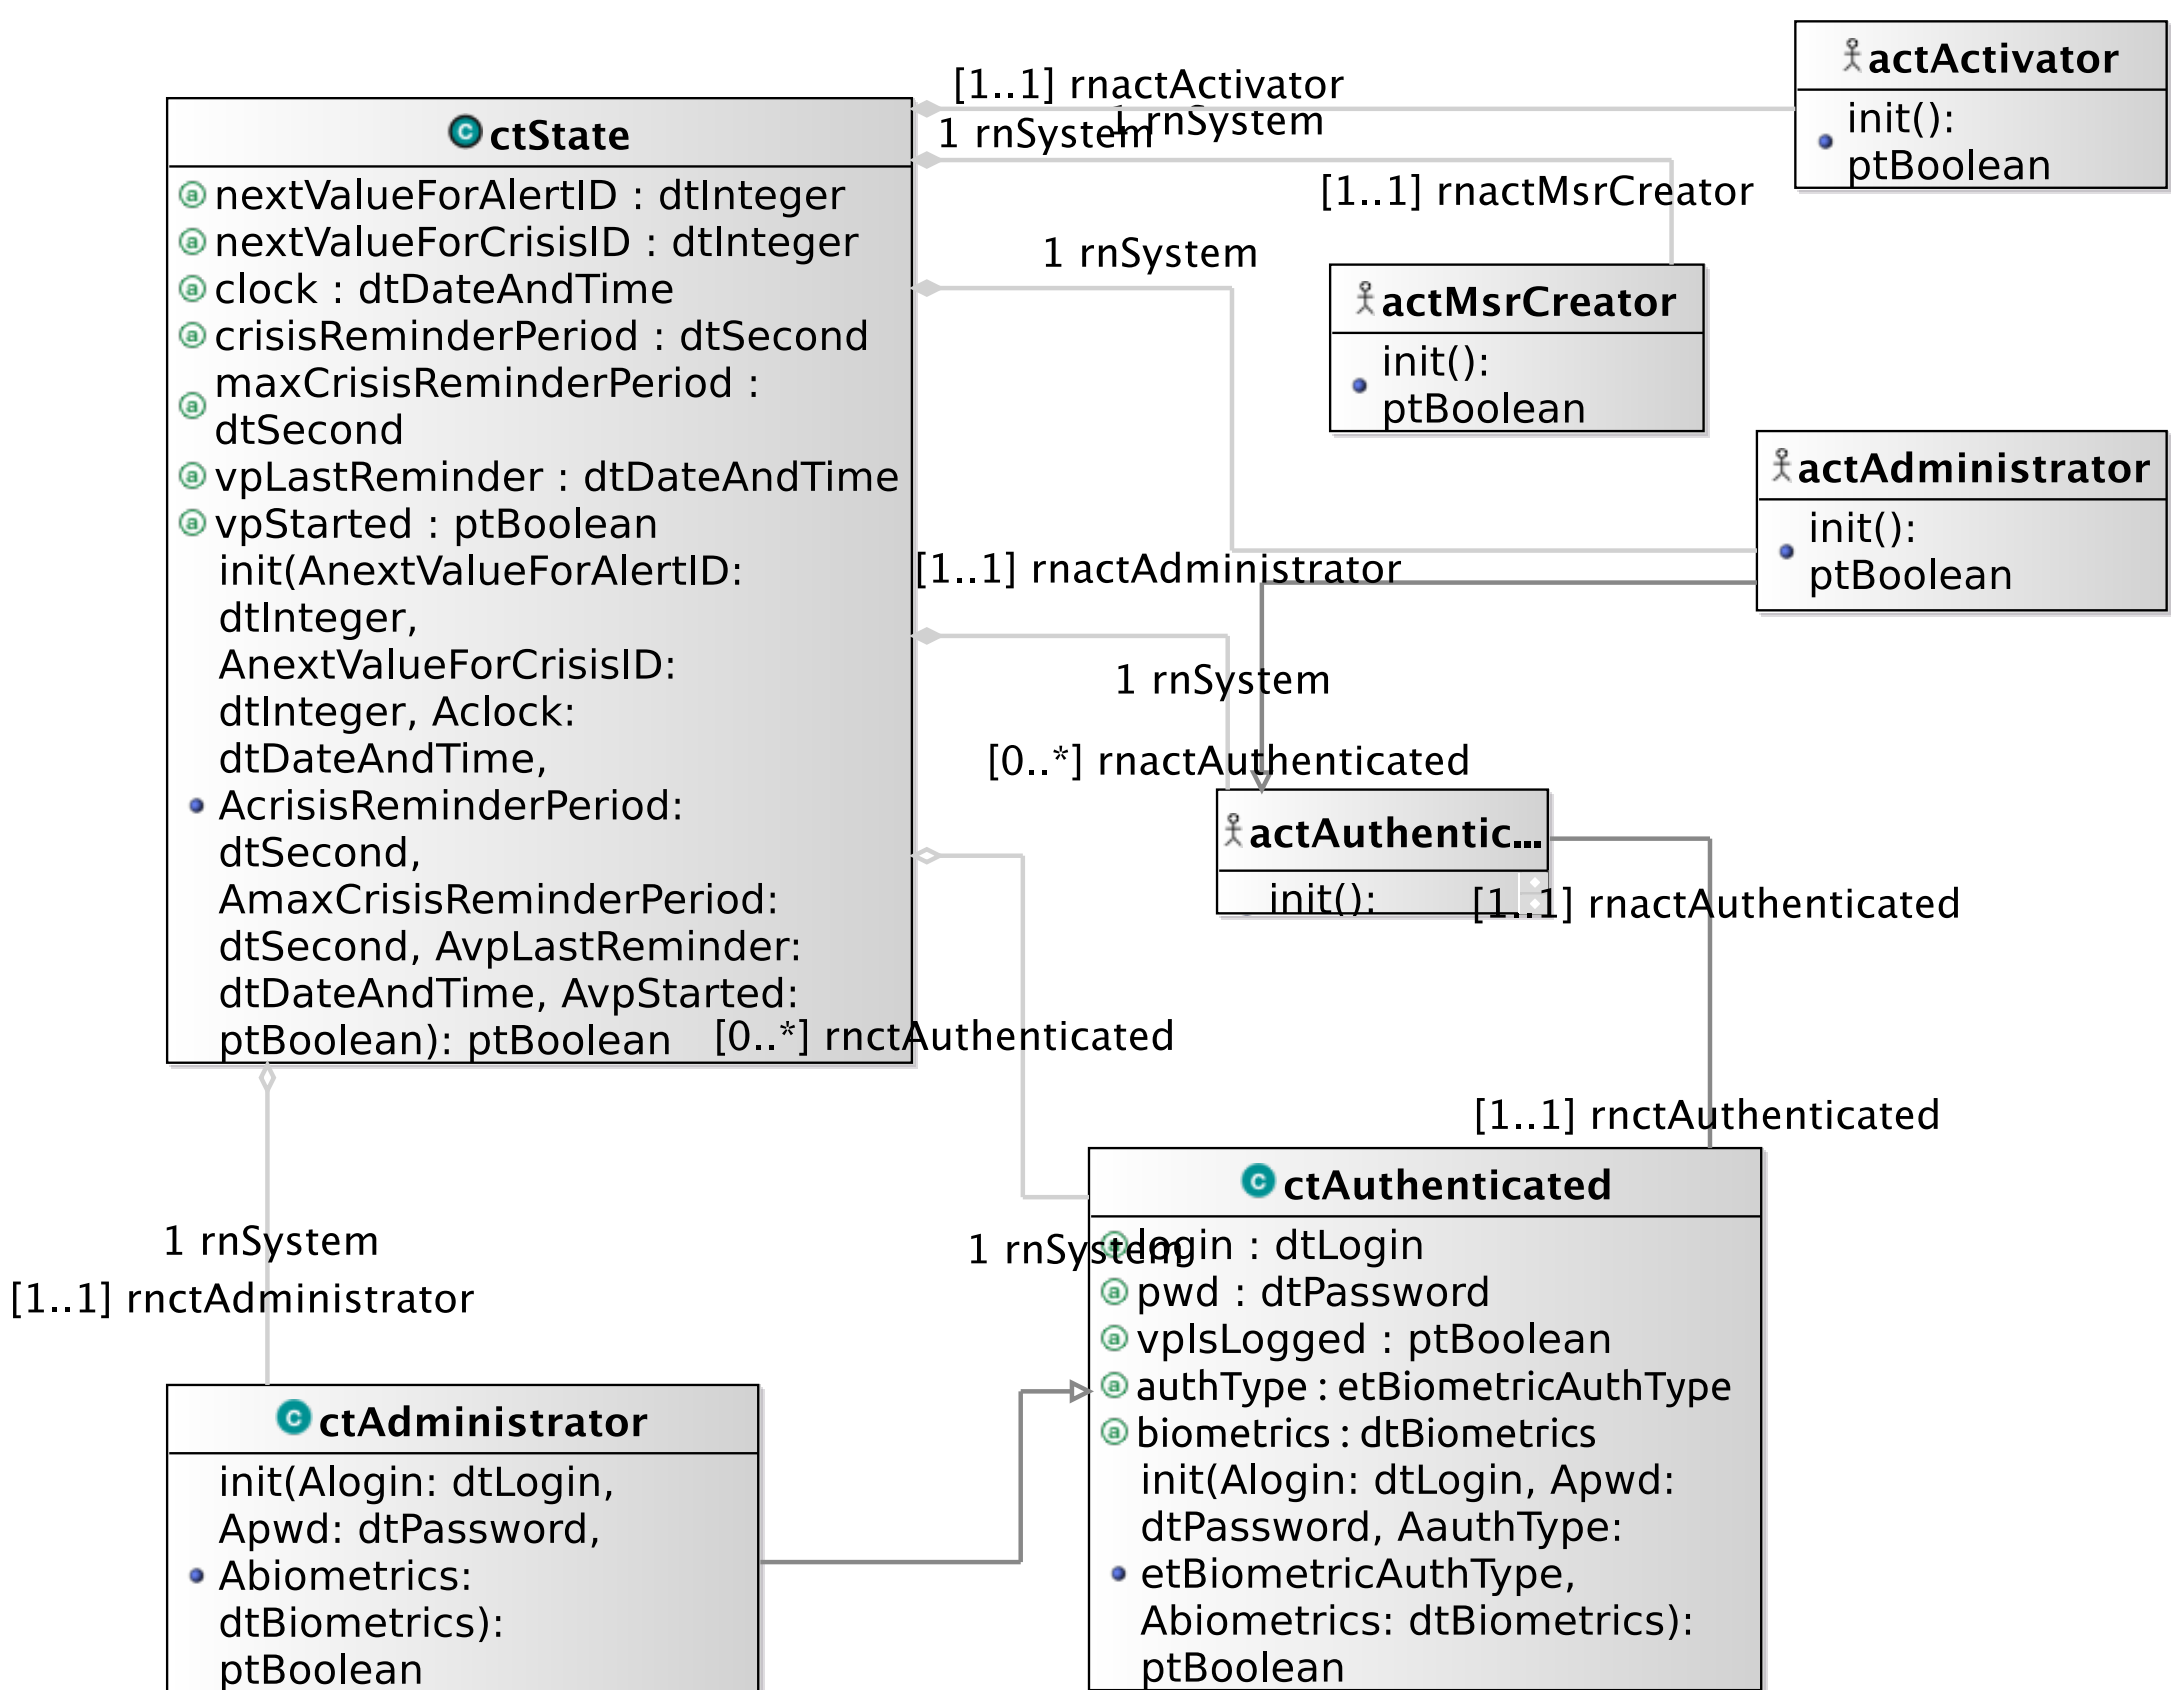 [1..1] rnactActivator
1 rnSystem
1 rnSystem
[1..1] rnactMsrCreator
1 rnSystem
[1..1] rnactAdministrator
1 rnSystem
[0..*] rnactAuthenticated
[1..1] rnactAuthenticated
[0..*] rnctAuthenticated
[1..1] rnctAuthenticated
1 rnSystem
1 rnSystem
[1..1] rnctAdministrator
actActivator
init():
ptBoolean
ctState
nextValueForAlertID : dtInteger
nextValueForCrisisID : dtInteger
clock : dtDateAndTime
crisisReminderPeriod : dtSecond
maxCrisisReminderPeriod :
dtSecond
vpLastReminder : dtDateAndTime
vpStarted : ptBoolean
init(AnextValueForAlertID:
dtInteger,
AnextValueForCrisisID:
dtInteger, Aclock:
dtDateAndTime,
AcrisisReminderPeriod:
dtSecond,
AmaxCrisisReminderPeriod:
dtSecond, AvpLastReminder:
dtDateAndTime, AvpStarted:
ptBoolean): ptBoolean
actMsrCreator
init():
ptBoolean
actAdministrator
init():
ptBoolean
actAuthentic...
init():
ctAuthenticated
login : dtLogin
pwd : dtPassword
vpIsLogged : ptBoolean
authType : etBiometricAuthType
biometrics : dtBiometrics
init(Alogin: dtLogin, Apwd:
dtPassword, AauthType:
etBiometricAuthType,
Abiometrics: dtBiometrics):
ptBoolean
ctAdministrator
init(Alogin: dtLogin,
Apwd: dtPassword,
Abiometrics:
dtBiometrics):
ptBoolean